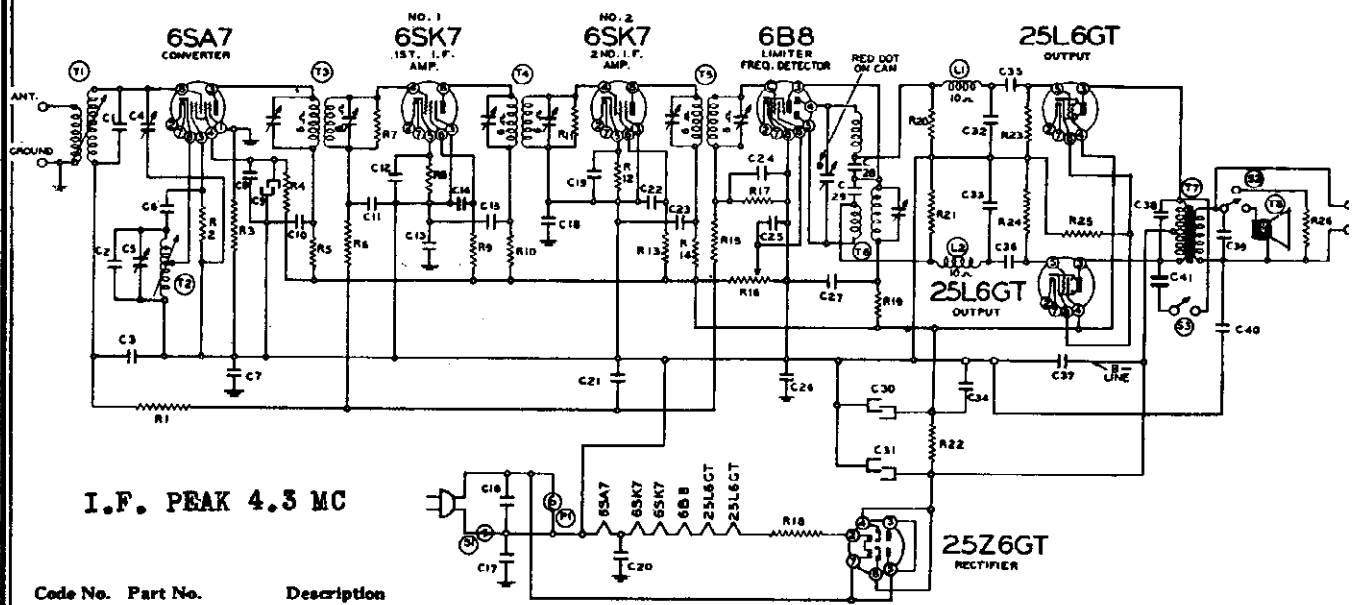 6SA7
CONVERTER
NO. 1
6SK7
1ST. I.F.
AMP.
NO. 2
6SK7
2ND. I.F.
AMP.
6B8
LIMITER
FREQ. DETECTOR
RED DOT
ON CAN
25L6GT
OUTPUT
ANT.
GROUND
T1
C1
C4
T3
R7
T4
R11
T5
L1
10Ω
C35
R20
C32
R23
C6
R2
C2
C5
T2
R3
C8
C9
R4
C10
R5
C12
R8
C14
C11
C15
C13
R6
R9
R10
C19
R12
C22
C18
C23
R13
R14
R15
C24
R17
C25
R16
C27
C28
C29
T6
R19
R21
C33
R24
R25
L2
10Ω
C36
25L6GT
OUTPUT
C38
T7
C39
S2
T8
R26
C41
S3
C40
C3
C7
C21
C26
C30
C34
C37
B-
LINE
R1
C31
R22
I.F. PEAK 4.3 MC
C16
P1
S1
C17
6SA7
6SK7
6SK7
6B8
25L6GT
25L6GT
C20
R18
25Z6GT
RECTIFIER
Code No. Part No. Description